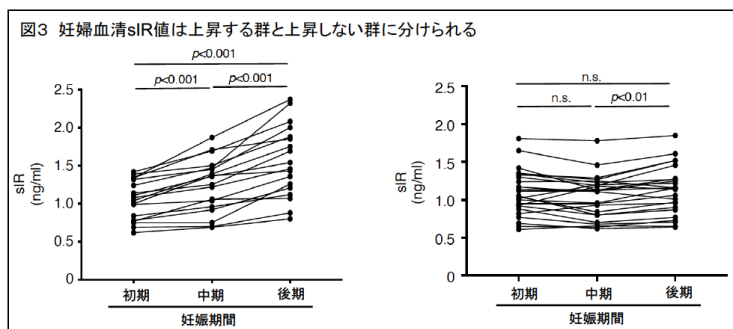 図3 妊婦血清sIR値は上昇する群と上昇しない群に分けられる
p<0.001
p<0.001 p<0.001
2.5
2.0
1.5
1.0
0.5
0
sIR
(ng/ml)
初期 中期 後期
妊娠期間
n.s.
n.s. p<0.01
2.5
2.0
1.5
1.0
0.5
0
sIR
(ng/ml)
初期 中期 後期
妊娠期間